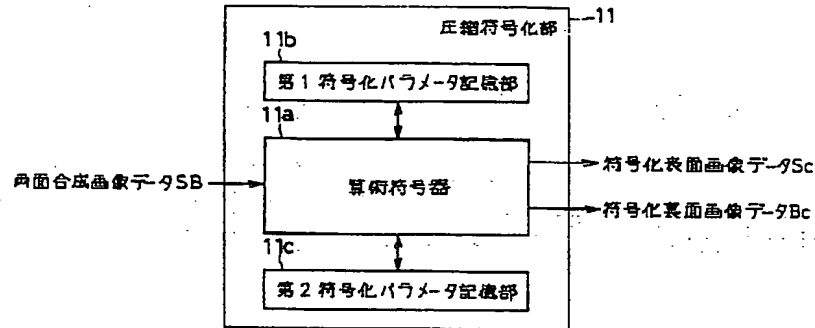 圧縮符号化部
11
11b
第1符号化パラメータ記憶部
11a
両面合成画像データSB
算術符号器
符号化表面画像データSc
符号化裏面画像データBc
11c
第2符号化パラメータ記憶部